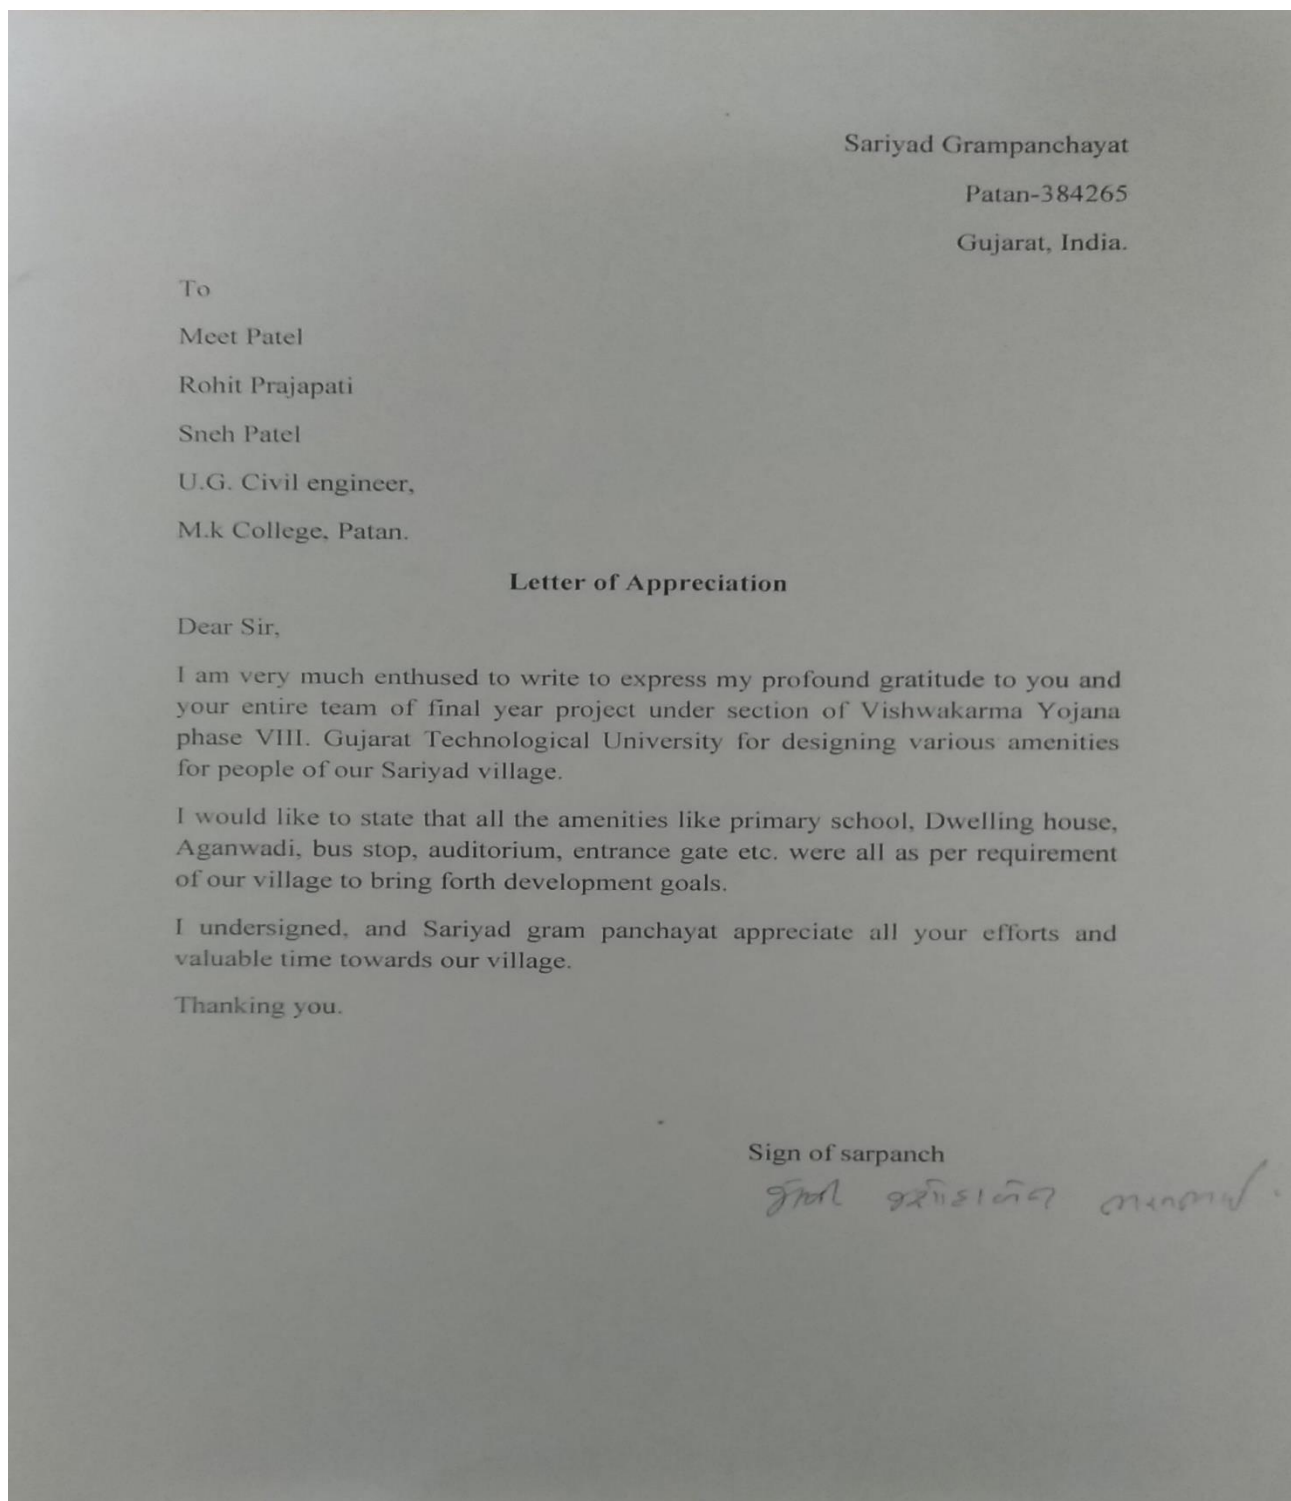 Sariyad Grampanchayat
Patan-384265
Gujarat, India.
To
Meet Patel
Rohit Prajapati
Sneh Patel
U.G. Civil engineer,
M.k College, Patan.
Letter of Appreciation
Dear Sir,
I am very much enthused to write to express my profound gratitude to you and
your entire team of final year project under section of Vishwakarma Yojana
phase VIII. Gujarat Technological University for designing various amenities
for people of our Sariyad village.
I would like to state that all the amenities like primary school, Dwelling house,
Aganwadi, bus stop, auditorium, entrance gate etc. were all as per requirement
of our village to bring forth development goals.
I undersigned, and Sariyad gram panchayat appreciate all your efforts and
valuable time towards our village.
Thanking you.
Sign of sarpanch